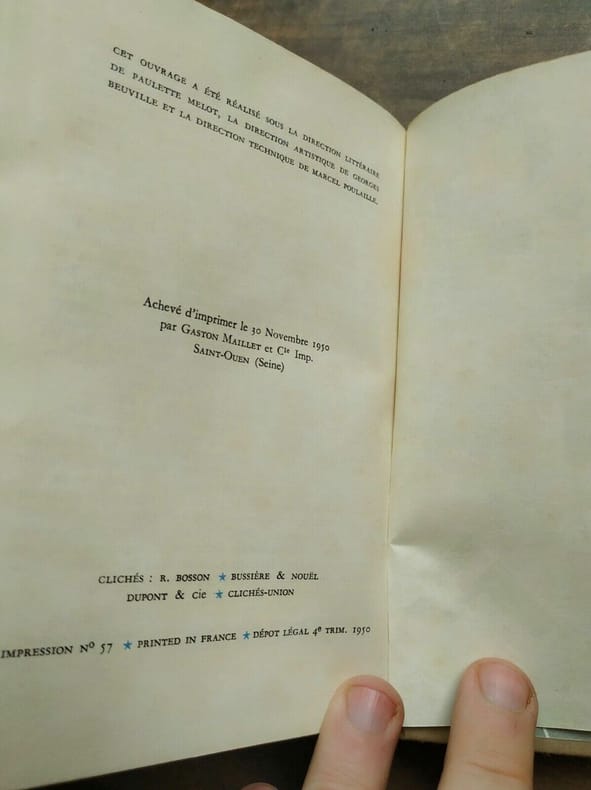 CET OUVRAGE A ÉTÉ RÉALISÉ SOUS LA DIRECTION LITTÉRAIRE
DE PAULETTE MELOT, LA DIRECTION ARTISTIQUE DE GEORGES
BEUVILLE ET LA DIRECTION TECHNIQUE DE MARCEL POULAILLE.
Achevé d'imprimer le 30 Novembre 1950
par GASTON MAILLET et Cie Imp.
SAINT-OUEN (Seine)
CLICHÉS : R. BOSSON ★ BUSSIÉRE & NOUËL
DUPONT & cie ★ CLICHÉS-UNION
IMPRESSION Nº 57 ★ PRINTED IN FRANCE ★ DÉPOT LÉGAL 4e TRIM. 1950